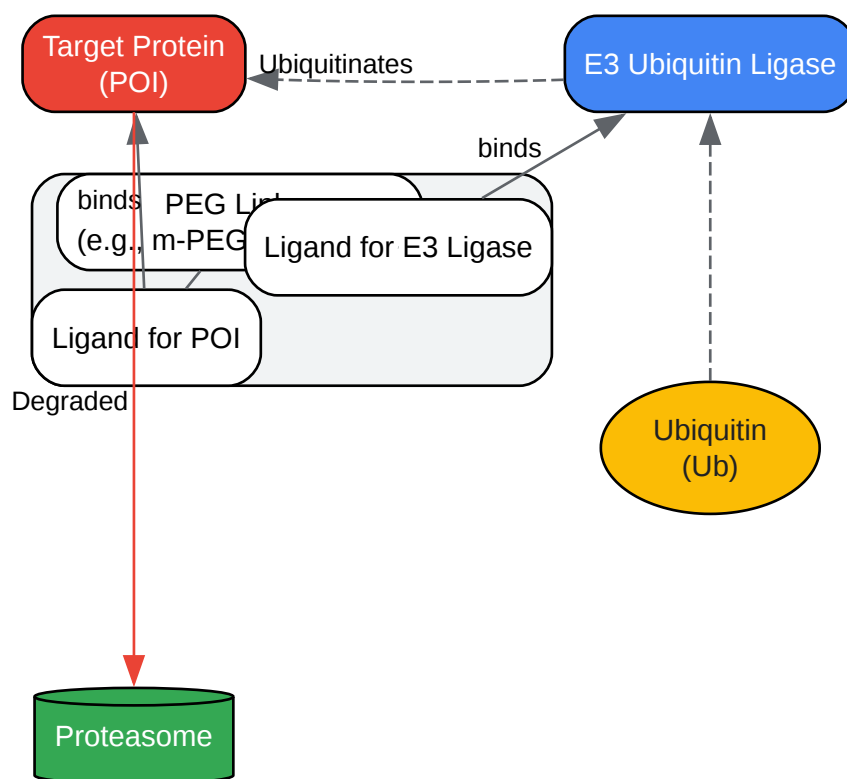 Target Protein
(POI)
Ubiquitinates
E3 Ubiquitin Ligase
binds
binds
PEG
(e.g., m-PEG
Ligand for E3 Ligase
Ligand for POI
Degraded
Ubiquitin
(Ub)
Proteasome